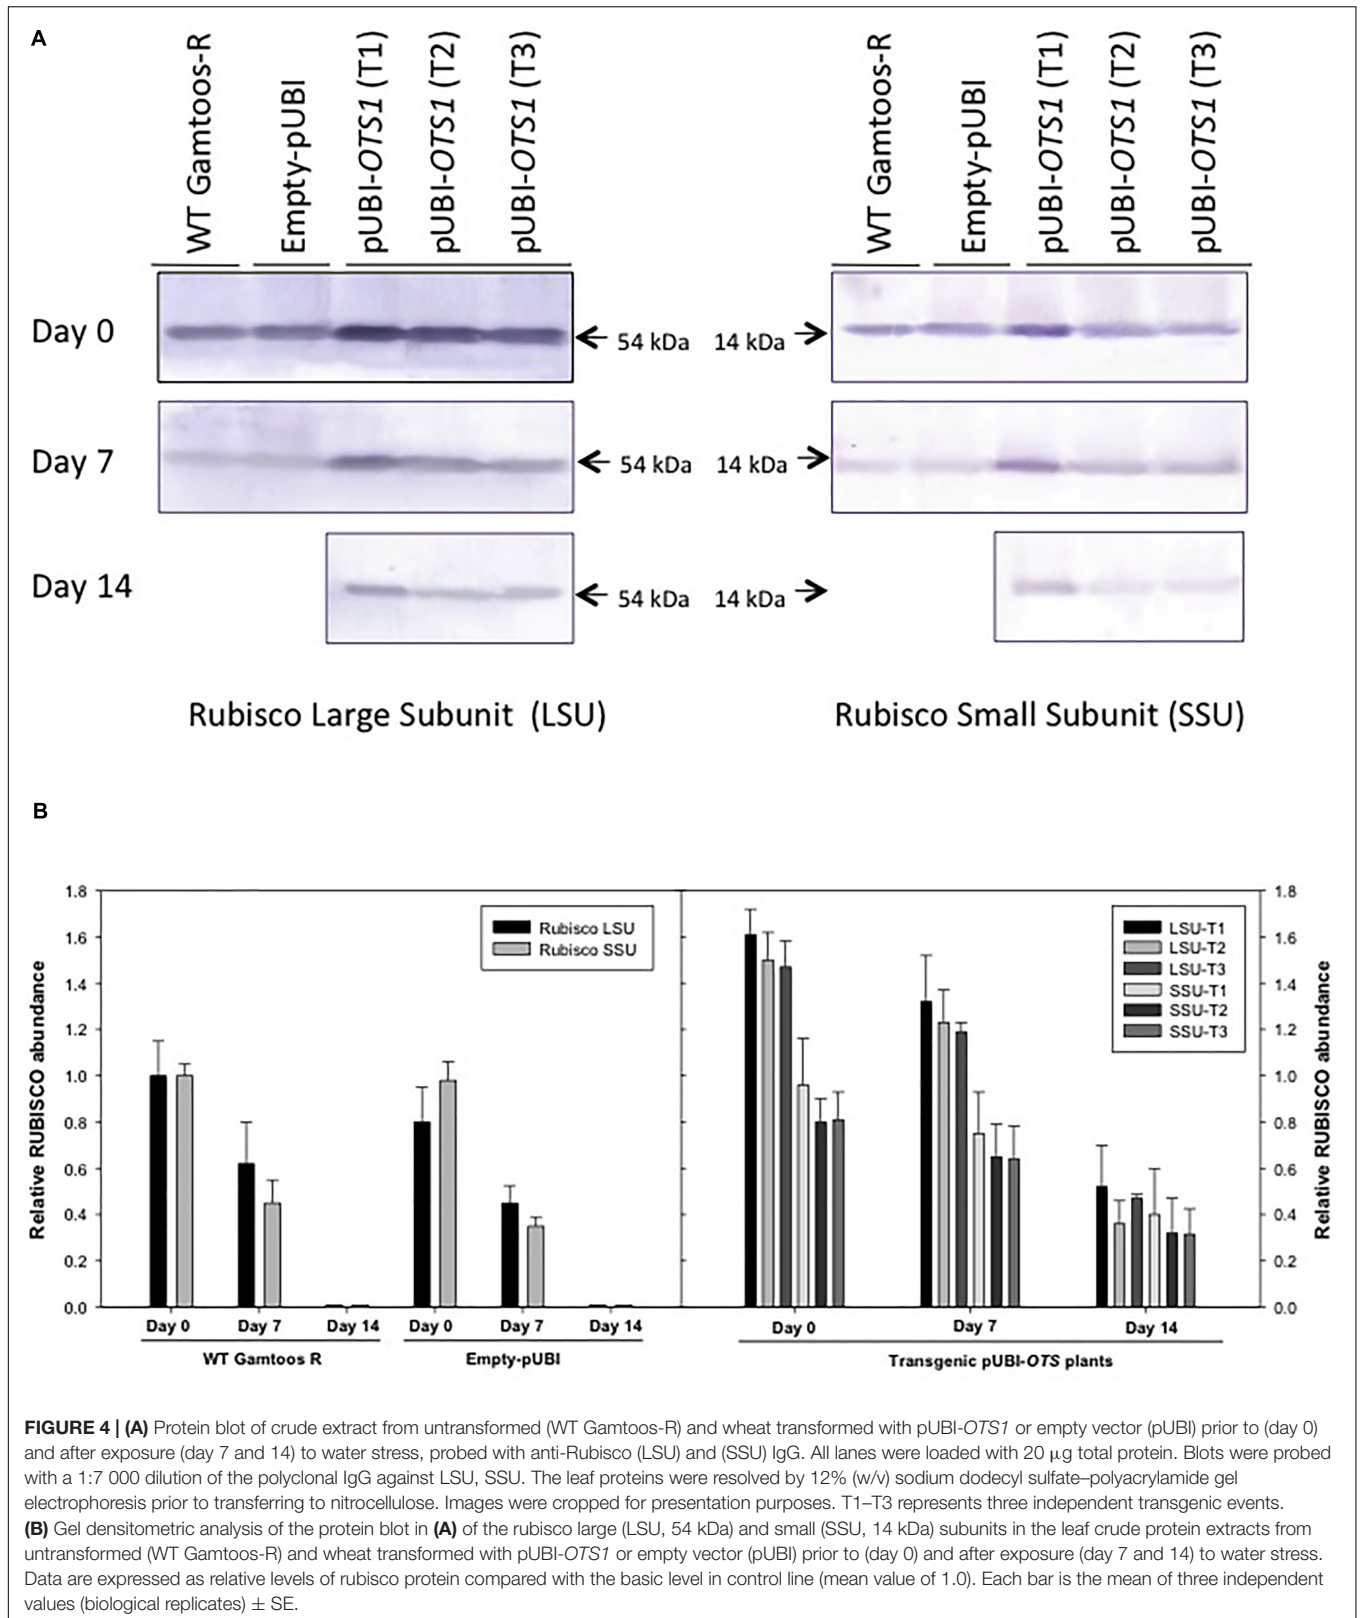 A
WT Gamtoos-R
Empty-pUBI
pUBI-OTS1 (T1)
pUBI-OTS1 (T2)
pUBI-OTS1 (T3)
WT Gamtoos-R
Empty-pUBI
pUBI-OTS1 (T1)
pUBI-OTS1 (T2)
pUBI-OTS1 (T3)
Day 0
54 kDa 14 kDa
Day 7
54 kDa 14 kDa
Day 14
54 kDa 14 kDa
Rubisco Large Subunit (LSU)
Rubisco Small Subunit (SSU)
B
Relative RUBISCO abundance
1.8
1.6
1.4
1.2
1.0
0.8
0.6
0.4
0.2
0.0
Rubisco LSU
Rubisco SSU
Day 0 Day 7 Day 14 Day 0 Day 7 Day 14
WT Gamtoos R Empty-pUBI
LSU-T1
LSU-T2
LSU-T3
SSU-T1
SSU-T2
SSU-T3
Day 0 Day 7 Day 14
Transgenic pUBI-OTS plants
1.8
1.6
1.4
1.2
1.0
0.8
0.6
0.4
0.2
0.0
Relative RUBISCO abundance
FIGURE 4 | (A) Protein blot of crude extract from untransformed (WT Gamtoos-R) and wheat transformed with pUBI-OTS1 or empty vector (pUBI) prior to (day 0)
and after exposure (day 7 and 14) to water stress, probed with anti-Rubisco (LSU) and (SSU) IgG. All lanes were loaded with 20 μg total protein. Blots were probed
with a 1:7 000 dilution of the polyclonal IgG against LSU, SSU. The leaf proteins were resolved by 12% (w/v) sodium dodecyl sulfate–polyacrylamide gel
electrophoresis prior to transferring to nitrocellulose. Images were cropped for presentation purposes. T1–T3 represents three independent transgenic events.
(B) Gel densitometric analysis of the protein blot in (A) of the rubisco large (LSU, 54 kDa) and small (SSU, 14 kDa) subunits in the leaf crude protein extracts from
untransformed (WT Gamtoos-R) and wheat transformed with pUBI-OTS1 or empty vector (pUBI) prior to (day 0) and after exposure (day 7 and 14) to water stress.
Data are expressed as relative levels of rubisco protein compared with the basic level in control line (mean value of 1.0). Each bar is the mean of three independent
values (biological replicates) ± SE.